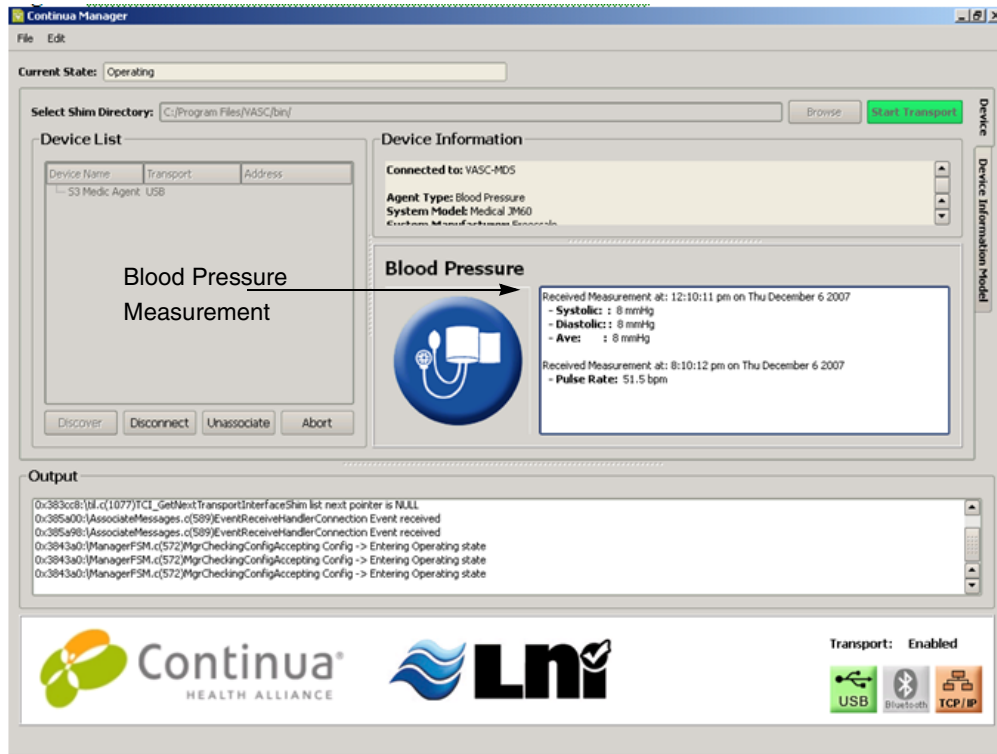 Continua Manager
File Edit
Current State: Operating
Select Shim Directory: C:/Program Files/VASC/bin/ Browse Start Transport
Device
Device Information Model
Device List
Device Name Transport Address
S3 Medic Agent USB
Discover Disconnect Unassociate Abort
Device Information
Connected to: VASC-MDS
Agent Type: Blood Pressure
System Model: Medical JM60
System Manufacturer: Freescale
Blood Pressure
Blood Pressure
Measurement
Received Measurement at: 12:10:11 pm on Thu December 6 2007
- Systolic: : 8 mmHg
- Diastolic: : 8 mmHg
- Ave: : 8 mmHg
Received Measurement at: 8:10:12 pm on Thu December 6 2007
- Pulse Rate: 51.5 bpm
Output
0x383cc8:\til.c(1077)TCI_GetNextTransportInterfaceShim list next pointer is NULL
0x385a00:\AssociateMessages.c(589)EventReceiveHandlerConnection Event received
0x385a98:\AssociateMessages.c(589)EventReceiveHandlerConnection Event received
0x3843a0:\ManagerFSM.c(572)MgrCheckingConfigAccepting Config -> Entering Operating state
0x3843a0:\ManagerFSM.c(572)MgrCheckingConfigAccepting Config -> Entering Operating state
0x3843a0:\ManagerFSM.c(572)MgrCheckingConfigAccepting Config -> Entering Operating state
Continua
HEALTH ALLIANCE
LNI
Transport: Enabled
USB Bluetooth TCP/IP